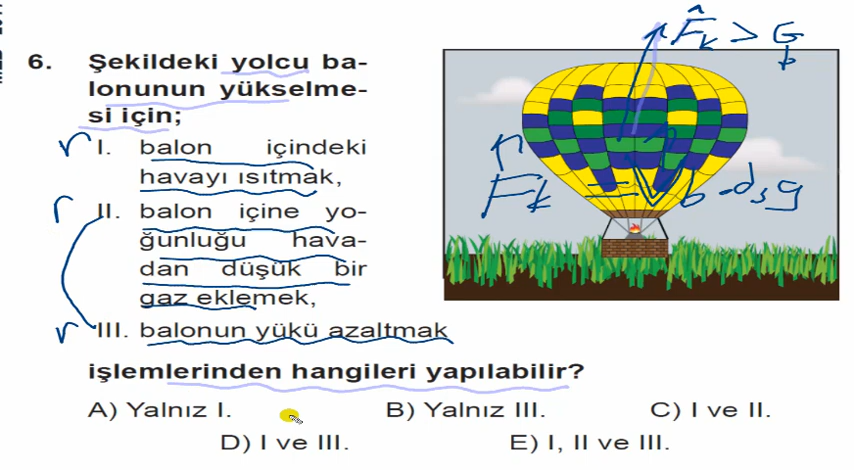 6. Şekildeki yolcu ba-
lonunun yükselme-
si için;
I. balon içindeki
havayı ısıtmak,
II. balon içine yo-
ğunluğu hava-
dan düşük bir
gaz eklemek,
III. balonun yükü azaltmak
işlemlerinden hangileri yapılabilir?
A) Yalnız I. B) Yalnız III. C) I ve II.
D) I ve III. E) I, II ve III.
Fk > G
Fk = V b . ds g